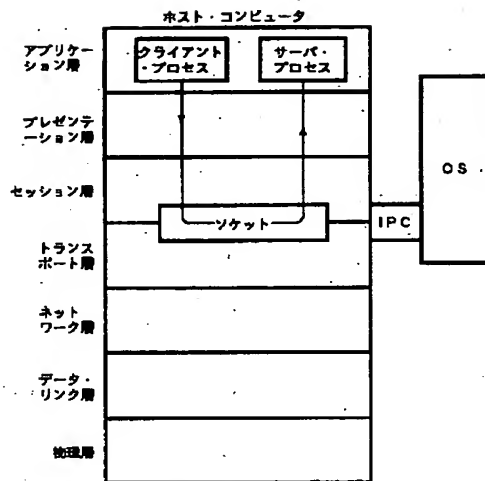 ホスト・コンピュータ
アプリケー
ション層
クライアント
・プロセス
サーバ・
プロセス
プレゼンテ
ーション層
セッション層
ソケット
IPC
OS
トランス
ポート層
ネット
ワーク層
データ・
リンク層
物理層